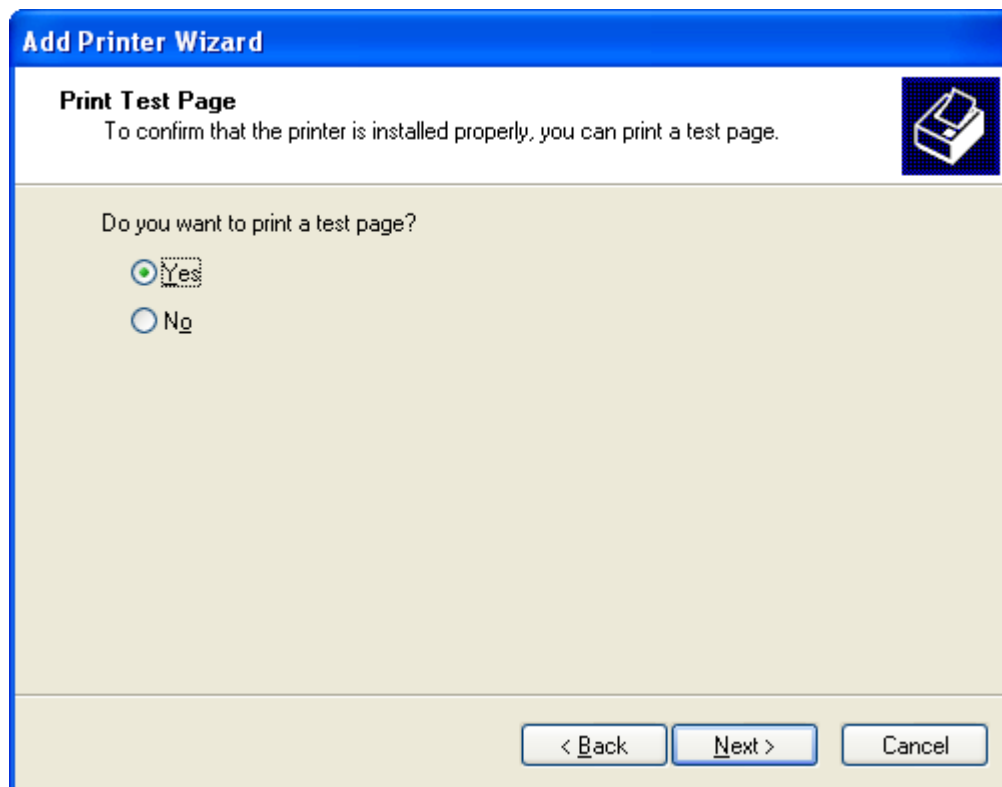 Add Printer Wizard
Print Test Page
To confirm that the printer is installed properly, you can print a test page.
Do you want to print a test page?
Yes
No
< Back Next > Cancel